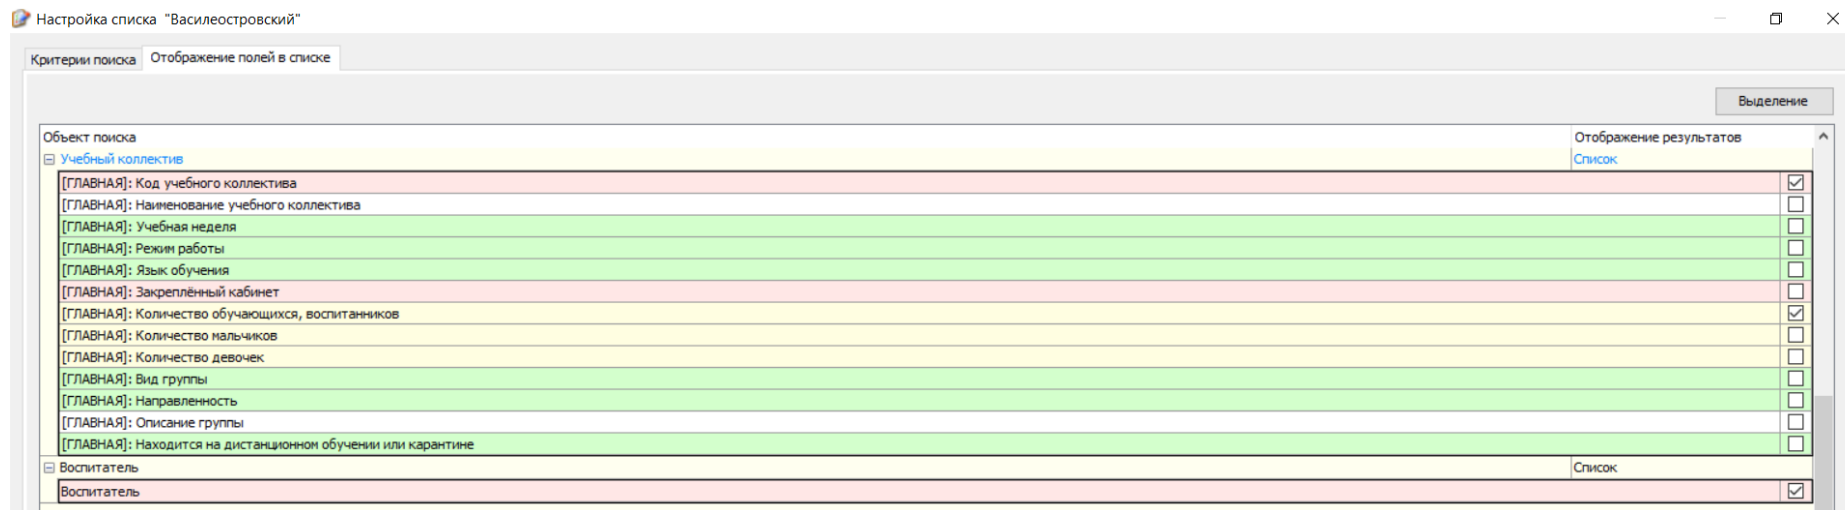 Настройка списка "Василеостровский"
Критерии поиска Отображение полей в списке
Выделение
Объект поиска Отображение результатов
Учебный коллектив Список
[ГЛАВНАЯ]: Код учебного коллектива
[ГЛАВНАЯ]: Наименование учебного коллектива
[ГЛАВНАЯ]: Учебная неделя
[ГЛАВНАЯ]: Режим работы
[ГЛАВНАЯ]: Язык обучения
[ГЛАВНАЯ]: Закреплённый кабинет
[ГЛАВНАЯ]: Количество обучающихся, воспитанников
[ГЛАВНАЯ]: Количество мальчиков
[ГЛАВНАЯ]: Количество девочек
[ГЛАВНАЯ]: Вид группы
[ГЛАВНАЯ]: Направленность
[ГЛАВНАЯ]: Описание группы
[ГЛАВНАЯ]: Находится на дистанционном обучении или карантине
Воспитатель Список
Воспитатель